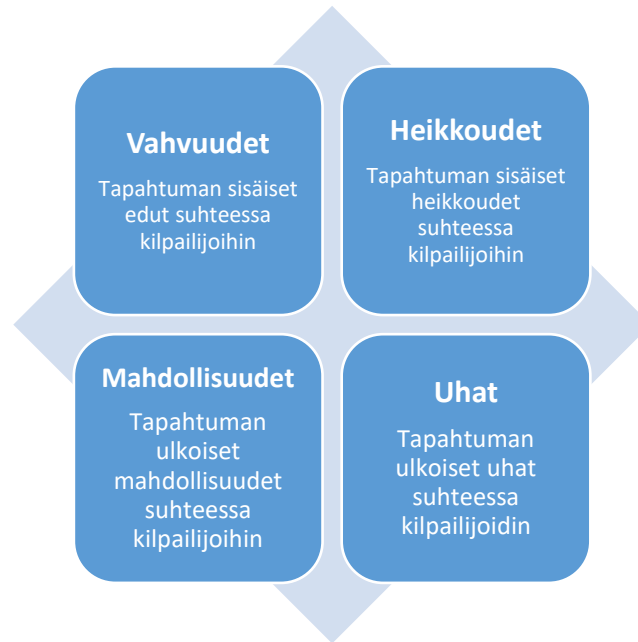 Vahvuudet
Tapahtuman sisäiset
edut suhteessa
kilpailijoihin
Heikkoudet
Tapahtuman sisäiset
heikkoudet
suhteessa
kilpailijoihin
Mahdollisuudet
Tapahtuman
ulkoiset
mahdollisuudet
suhteessa
kilpailijoihin
Uhat
Tapahtuman
ulkoiset uhat
suhteessa
kilpailijoidin